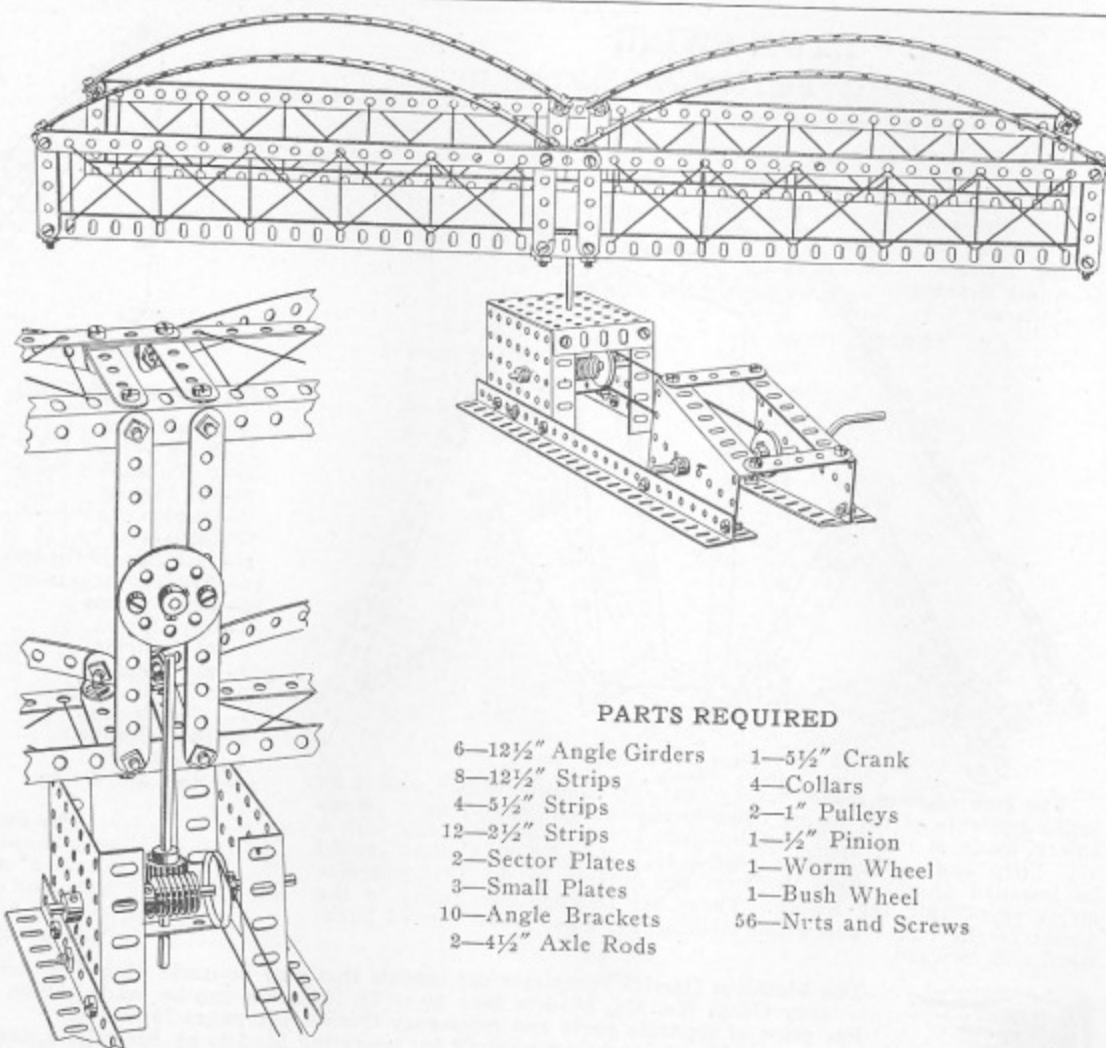 PARTS REQUIRED
6—12½″ Angle Girders
8—12½″ Strips
4—5½″ Strips
12—2½″ Strips
2—Sector Plates
3—Small Plates
10—Angle Brackets
2—4½″ Axle Rods
1—5½″ Crank
4—Collars
2—1″ Pulleys
1—½″ Pinion
1—Worm Wheel
1—Bush Wheel
56—Nrts and Screws